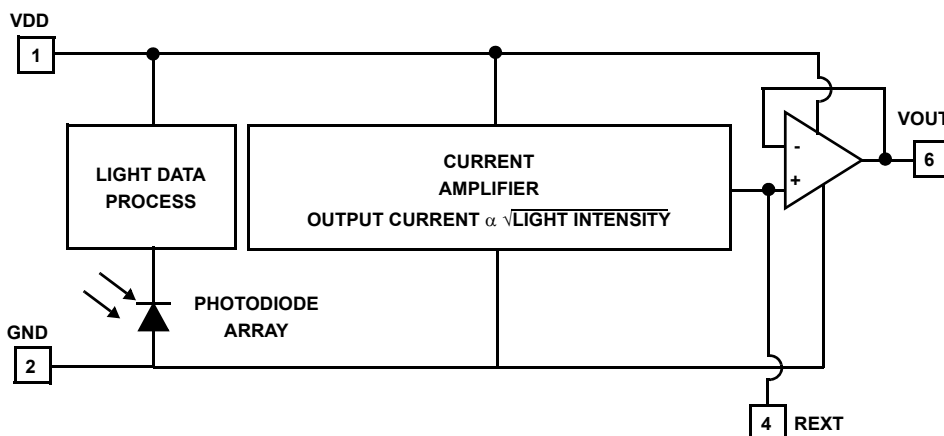 VDD
1
LIGHT DATA
PROCESS
CURRENT
AMPLIFIER
OUTPUT CURRENT α √LIGHT INTENSITY
-
+
VOUT
6
PHOTODIODE
ARRAY
GND
2
4
REXT